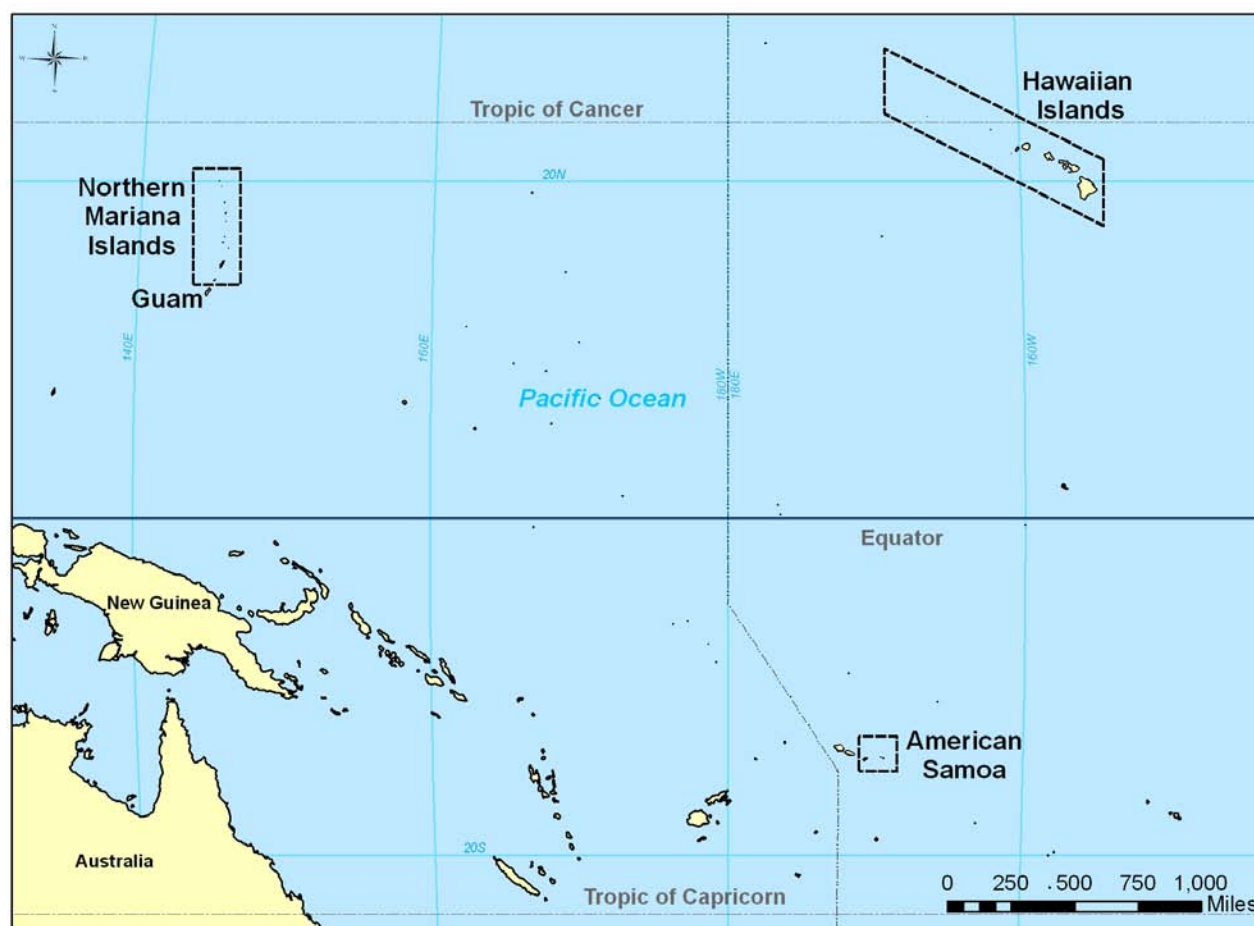 Hawaiian
Islands
Tropic of Cancer
20N
Northern
Mariana
Islands
Guam
140E
160E
180W
180E
160W
Pacific Ocean
Equator
New Guinea
American
Samoa
Australia
20S
Tropic of Capricorn
0 250 500 750 1,000
Miles